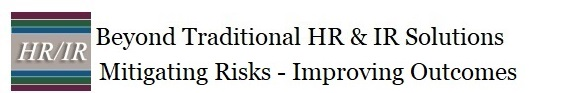 HR/IR
Beyond Traditional HR & IR Solutions
Mitigating Risks - Improving Outcomes